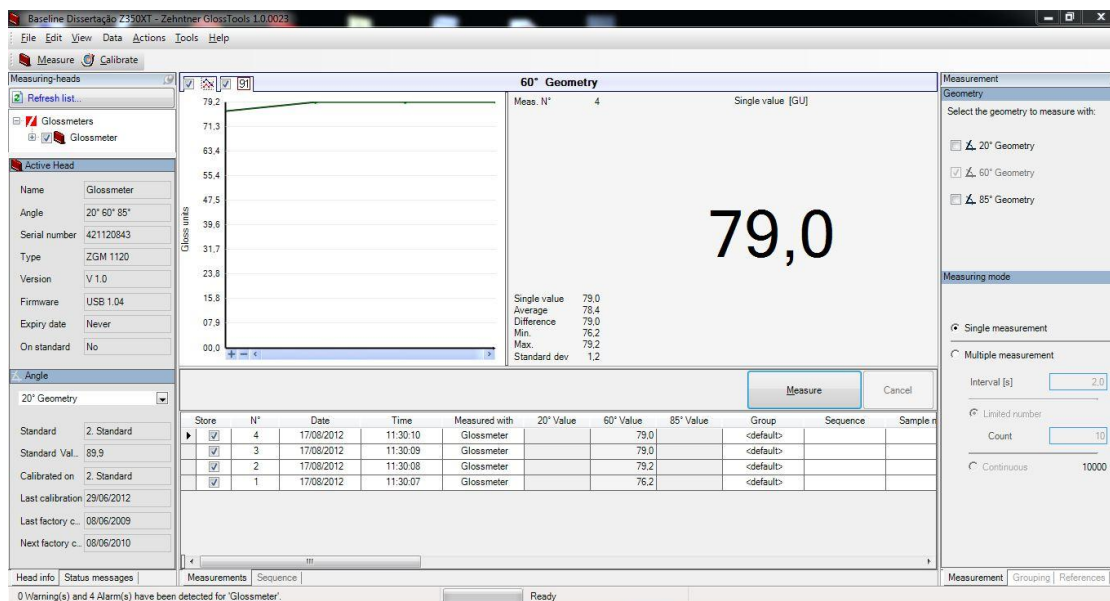 Baseline Dissertação Z350XT - Zehntner GlossTools 1.0.0023
File Edit View Data Actions Tools Help
Measure Calibrate
Measuring-heads
Refresh list...
Glossmeters
Glossmeter
Active Head
Name Glossmeter
Angle 20° 60° 85°
Serial number 421120843
Type ZGM 1120
Version V 1.0
Firmware USB 1.04
Expiry date Never
On standard No
Angle
20° Geometry
Standard 2. Standard
Standard Val... 89,9
Calibrated on 2. Standard
Last calibration 29/06/2012
Last factory c... 08/06/2009
Next factory c... 08/06/2010
Head info Status messages
91 60° Geometry
Gloss units
79,2
71,3
63,4
55,4
47,5
39,6
31,7
23,8
15,8
07,9
00,0
Meas. N° 4 Single value [GU]
79,0
Single value 79,0
Average 78,4
Difference 79,0
Min. 76,2
Max. 79,2
Standard dev 1,2
Measure Cancel
Store N° Date Time Measured with 20° Value 60° Value 85° Value Group Sequence Sample n
4 17/08/2012 11:30:10 Glossmeter 79,0 <default>
3 17/08/2012 11:30:09 Glossmeter 79,0 <default>
2 17/08/2012 11:30:08 Glossmeter 79,2 <default>
1 17/08/2012 11:30:07 Glossmeter 76,2 <default>
Measurements Sequence
Measurement
Geometry
Select the geometry to measure with:
20° Geometry
60° Geometry
85° Geometry
Measuring mode
Single measurement
Multiple measurement
Interval [s] 2,0
Limited number
Count 10
Continuous 10000
Measurement Grouping References
0 Warning(s) and 4 Alarm(s) have been detected for 'Glossmeter'. Ready